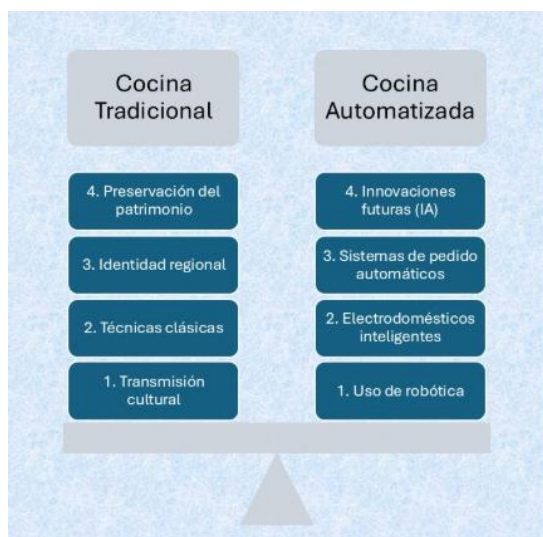 Cocina
Tradicional
4. Preservación del
patrimonio
3. Identidad regional
2. Técnicas clásicas
1. Transmisión
cultural
Cocina
Automatizada
4. Innovaciones
futuras (IA)
3. Sistemas de pedido
automáticos
2. Electrodomésticos
inteligentes
1. Uso de robótica